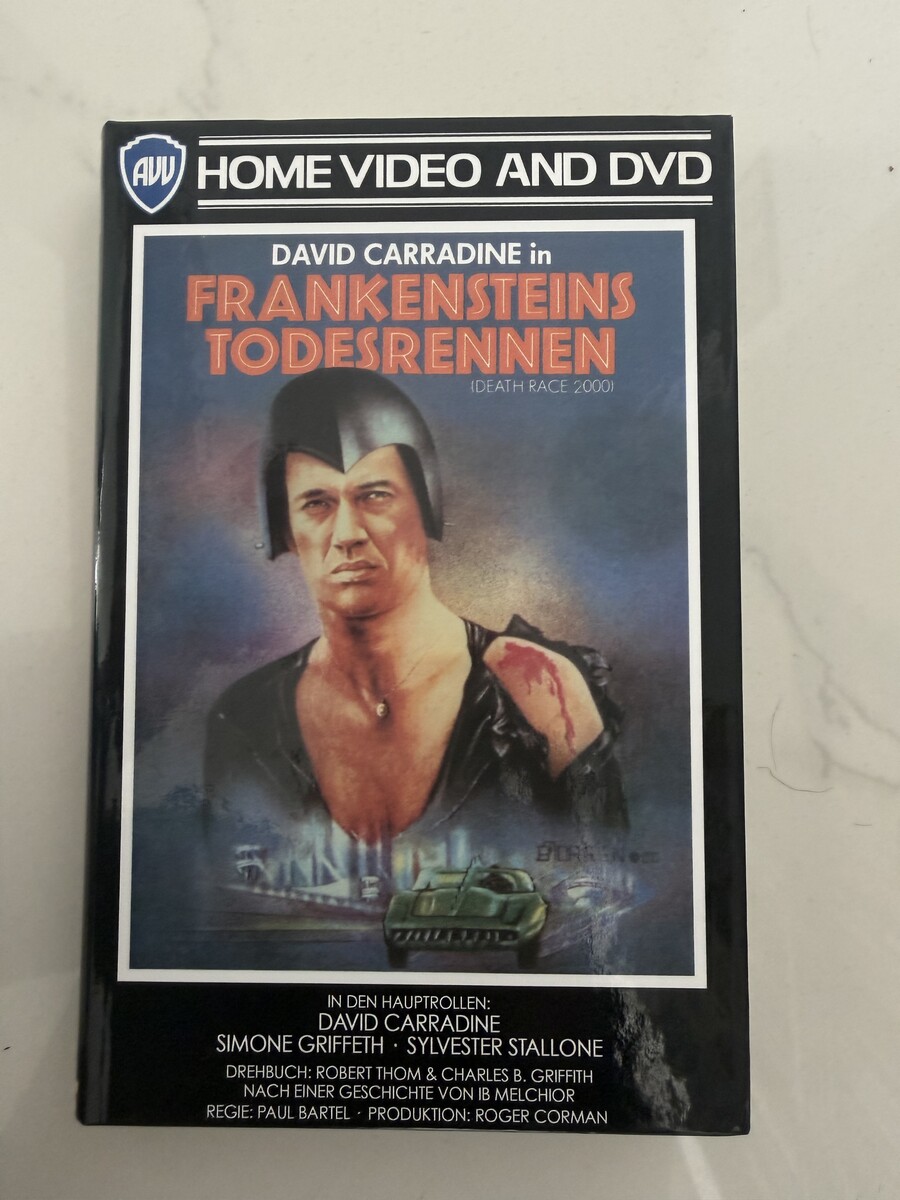 AVV
HOME VIDEO AND DVD
DAVID CARRADINE in
FRANKENSTEINS
TODESRENNEN
(DEATH RACE 2000)
IN DEN HAUPTROLLEN:
DAVID CARRADINE
SIMONE GRIFFETH · SYLVESTER STALLONE
DREHBUCH: ROBERT THOM & CHARLES B. GRIFFITH
NACH EINER GESCHICHTE VON IB MELCHIOR
REGIE: PAUL BARTEL · PRODUKTION: ROGER CORMAN